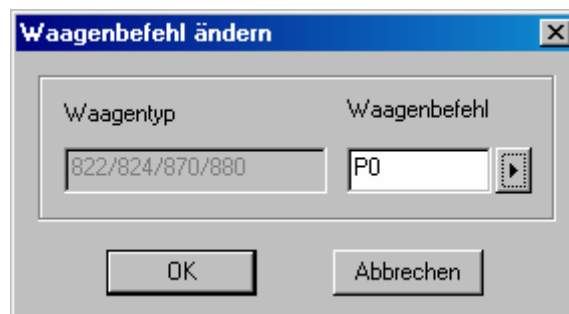 Waagenbefehl ändern
Waagentyp Waagenbefehl
822/824/870/880 P0
OK Abbrechen